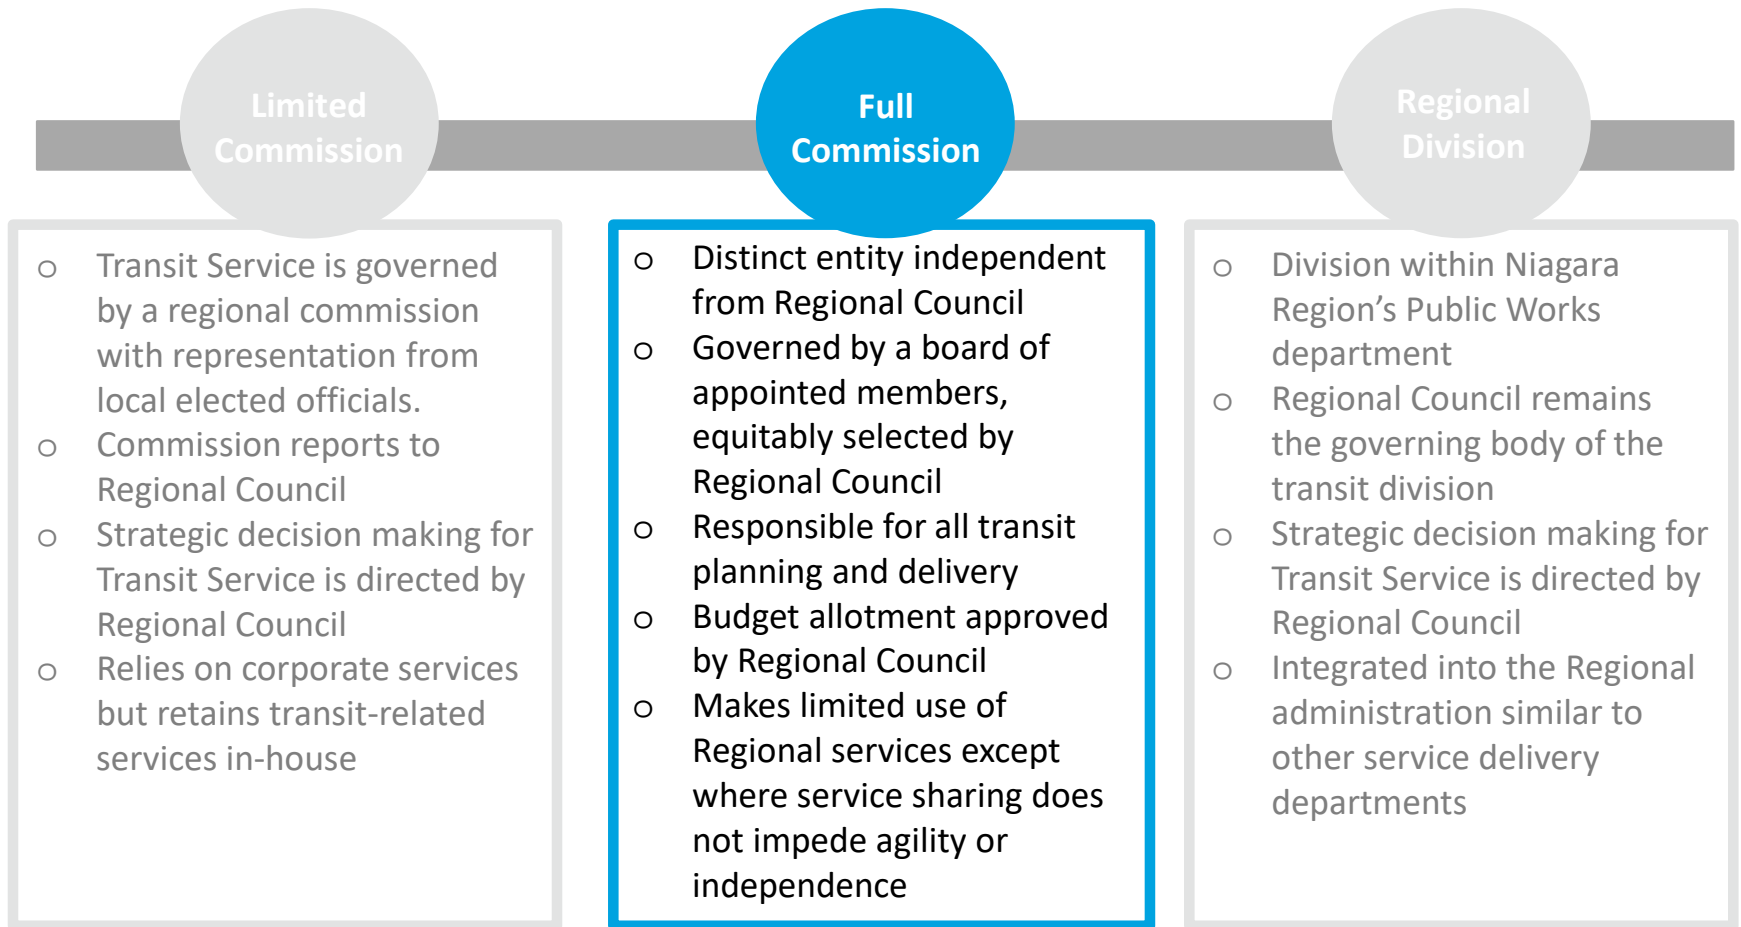 Limited
Commission
o Transit Service is governed
by a regional commission
with representation from
local elected officials.
o Commission reports to
Regional Council
o Strategic decision making for
Transit Service is directed by
Regional Council
o Relies on corporate services
but retains transit-related
services in-house
Full
Commission
o Distinct entity independent
from Regional Council
o Governed by a board of
appointed members,
equitably selected by
Regional Council
o Responsible for all transit
planning and delivery
o Budget allotment approved
by Regional Council
o Makes limited use of
Regional services except
where service sharing does
not impede agility or
independence
Regional
Division
o Division within Niagara
Region’s Public Works
department
o Regional Council remains
the governing body of the
transit division
o Strategic decision making for
Transit Service is directed by
Regional Council
o Integrated into the Regional
administration similar to
other service delivery
departments